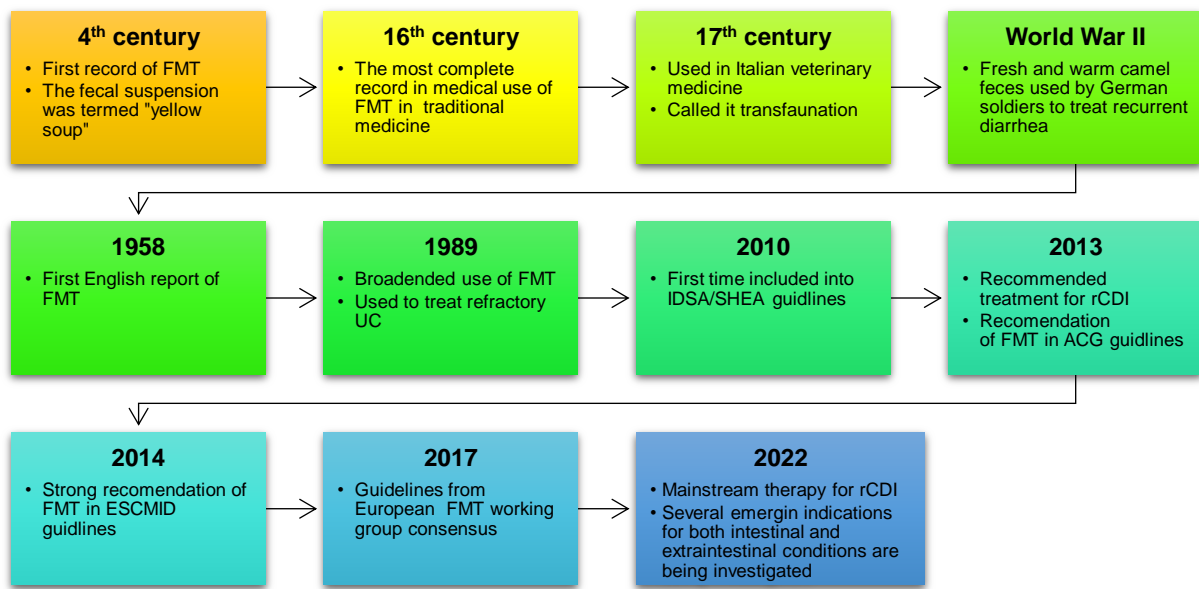 4th century
• First record of FMT
• The fecal suspension
was termed "yellow
soup"
16th century
• The most complete
record in medical use of
FMT in traditional
medicine
17th century
• Used in Italian veterinary
medicine
• Called it transfaunation
World War II
• Fresh and warm camel
feces used by German
soldiers to treat recurrent
diarrhea
1958
• First English report of
FMT
1989
• Broadended use of FMT
• Used to treat refractory
UC
2010
• First time included into
IDSA/SHEA guidlines
2013
• Recommended
treatment for rCDI
• Recomendation
of FMT in ACG guidlines
2014
• Strong recomendation of
FMT in ESCMID
guidlines
2017
• Guidelines from
European FMT working
group consensus
2022
• Mainstream therapy for rCDI
• Several emergin indications
for both intestinal and
extraintestinal conditions are
being investigated